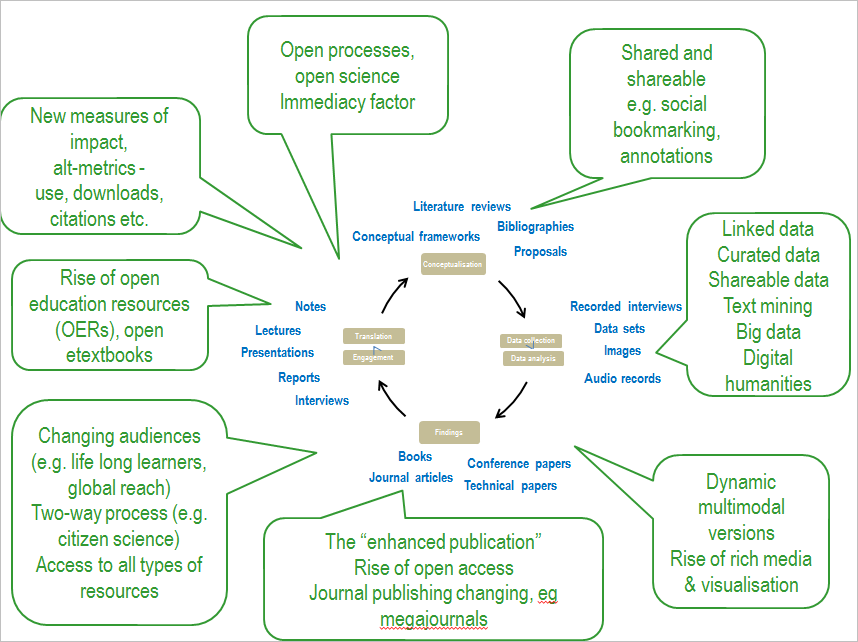 Open processes,
open science
Immediacy factor
Shared and
shareable
e.g. social
bookmarking,
annotations
New measures of
impact,
alt-metrics -
use, downloads,
citations etc.
Literature reviews
Bibliographies
Conceptual frameworks
Proposals
Conceptualisation
Linked data
Curated data
Shareable data
Text mining
Big data
Digital
humanities
Rise of open
education resources
(OERs), open
etextbooks
Notes
Lectures
Presentations
Reports
Interviews
Translation
Engagement
Data collection
Data analysis
Recorded interviews
Data sets
Images
Audio records
Findings
Books
Journal articles
Conference papers
Technical papers
Changing audiences
(e.g. life long learners,
global reach)
Two-way process (e.g.
citizen science)
Access to all types of
resources
The “enhanced publication”
Rise of open access
Journal publishing changing, eg
megajournals
Dynamic
multimodal
versions
Rise of rich media
& visualisation